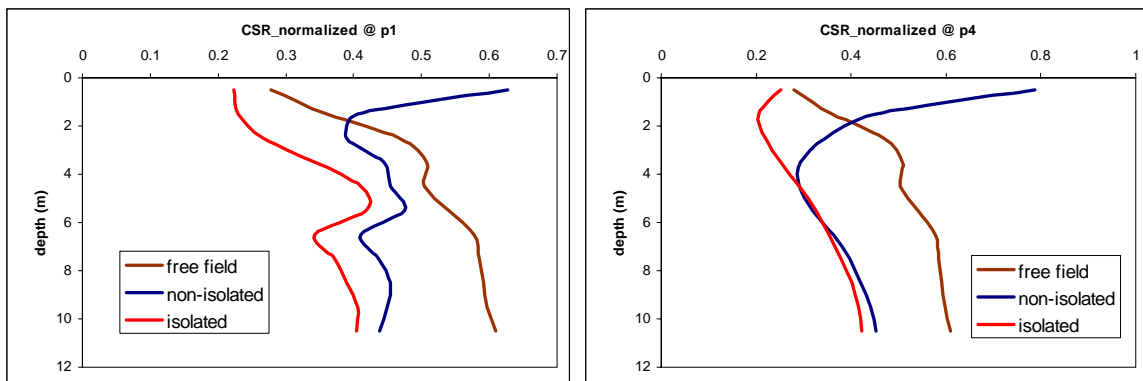 CSR_normalized @ p1
0 0.1 0.2 0.3 0.4 0.5 0.6 0.7
0
2
4
6
8
10
12
depth (m)
free field
non-isolated
isolated
CSR_normalized @ p4
0 0.2 0.4 0.6 0.8 1
0
2
4
6
8
10
12
depth (m)
free field
non-isolated
isolated